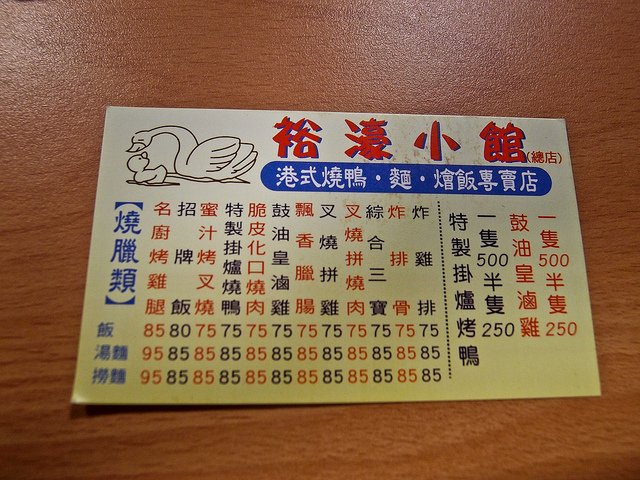 裕濠小館(總店)
港式燒鴨·麵·燴飯專賣店
【燒臘類】
名廚烤雞腿
招牌飯
蜜汁烤叉燒
特製掛爐燒鴨
脆皮化口燒肉
鼓油皇滷雞
飄香臘腸
叉燒拼雞
叉燒拼燒肉
綜合三寶
炸排骨
炸雞排
飯 85 80 75 75 75 75 75 75 75 75 75 75
湯麵 95 85 85 85 85 85 85 85 85 85 85 85
撈麵 95 85 85 85 85 85 85 85 85 85 85 85
特製掛爐烤鴨
一隻500半隻250
鼓油皇滷雞
一隻500半隻250